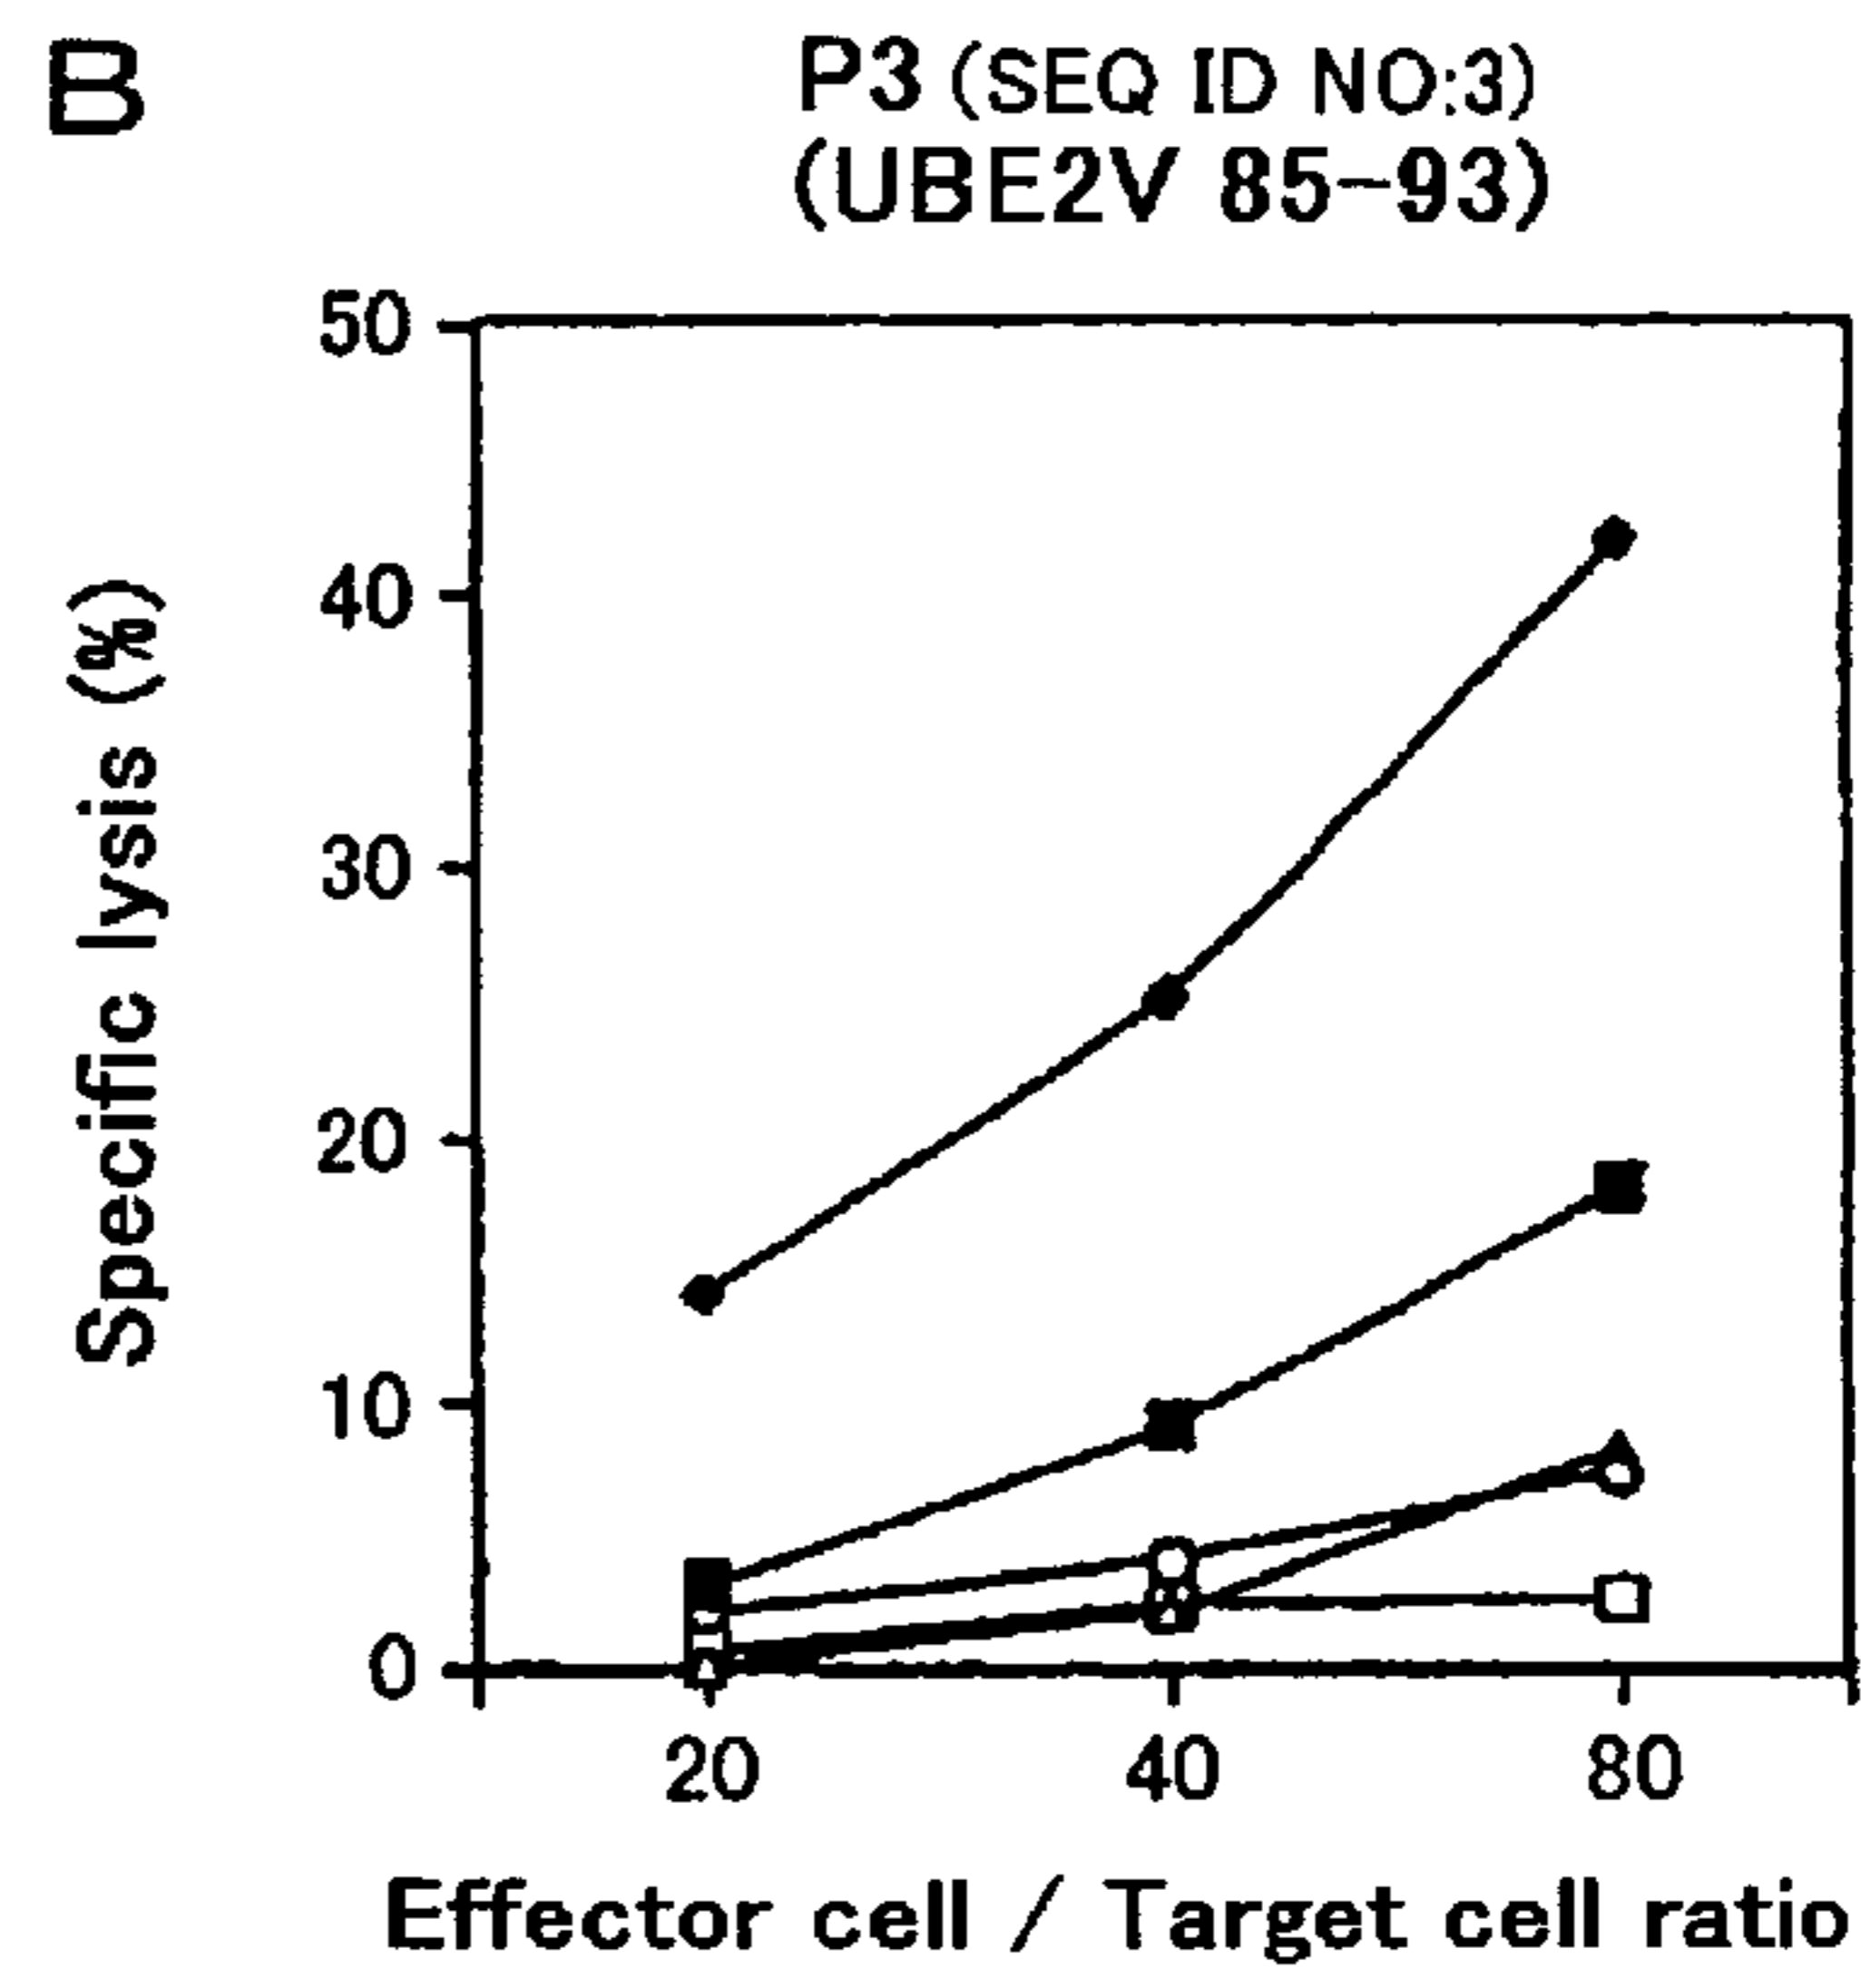 B
P3 (SEQ ID NO:3)
(UBE2V 85-93)
Specific lysis (%)
50
40
30
20
10
0
20 40 80
Effector cell / Target cell ratio